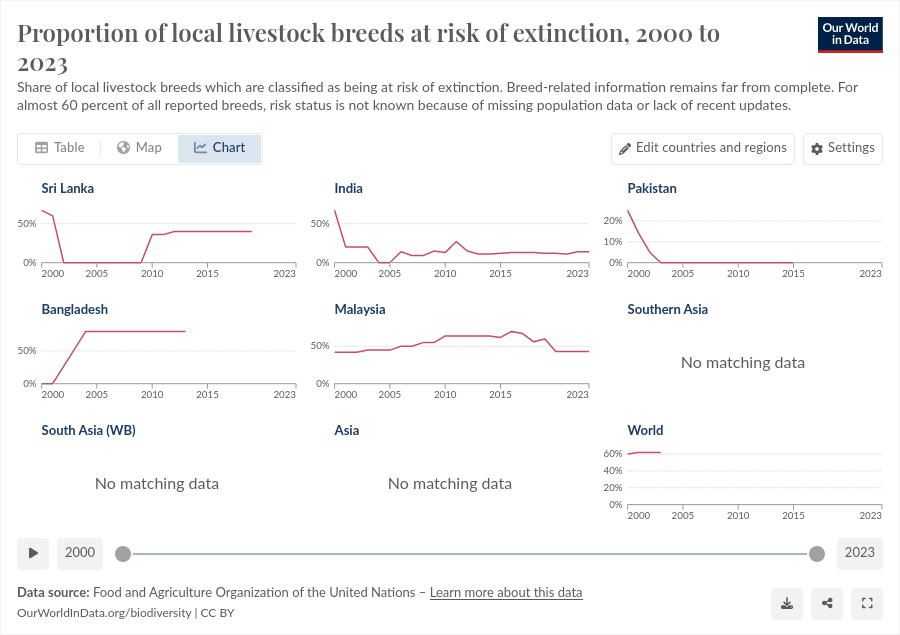 Proportion of local livestock breeds at risk of extinction, 2000 to
2023
Our World
in Data
Share of local livestock breeds which are classified as being at risk of extinction. Breed-related information remains far from complete. For
almost 60 percent of all reported breeds, risk status is not known because of missing population data or lack of recent updates.
Table
Map
Chart
Edit countries and regions
Settings
Sri Lanka
50%
0%
2000 2005 2010 2015 2023
India
50%
0%
2000 2005 2010 2015 2023
Pakistan
20%
10%
0%
2000 2005 2010 2015 2023
Bangladesh
50%
0%
2000 2005 2010 2015 2023
Malaysia
50%
0%
2000 2005 2010 2015 2023
Southern Asia
No matching data
South Asia (WB)
No matching data
Asia
No matching data
World
60%
40%
20%
0%
2000 2005 2010 2015 2023
2000
2023
Data source: Food and Agriculture Organization of the United Nations – Learn more about this data
OurWorldInData.org/biodiversity | CC BY